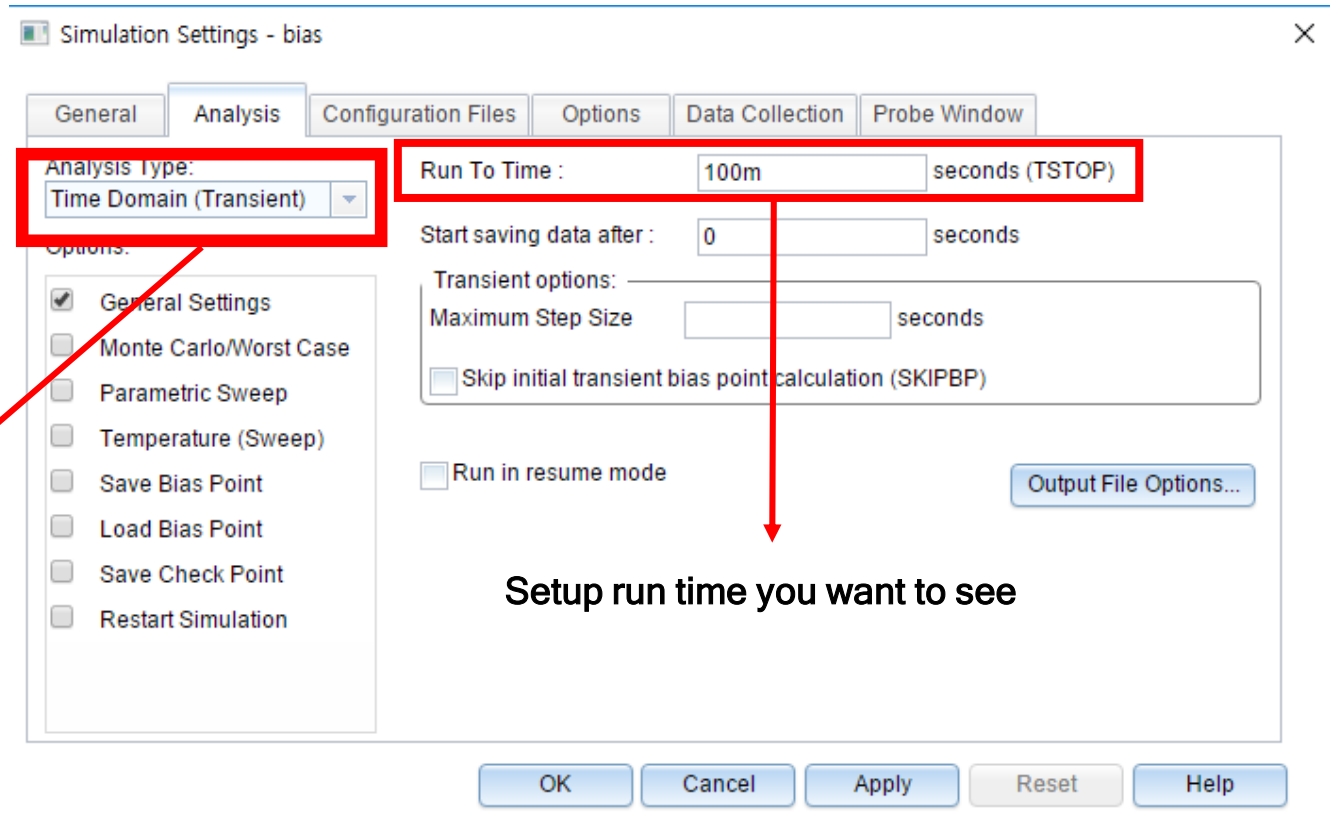 Simulation Settings - bias
General Analysis Configuration Files Options Data Collection Probe Window
Analysis Type:
Time Domain (Transient)
Options:
General Settings
Monte Carlo/Worst Case
Parametric Sweep
Temperature (Sweep)
Save Bias Point
Load Bias Point
Save Check Point
Restart Simulation
Run To Time : 100m seconds (TSTOP)
Start saving data after : 0 seconds
Transient options:
Maximum Step Size seconds
Skip initial transient bias point calculation (SKIPBP)
Run in resume mode
Output File Options...
Setup run time you want to see
OK Cancel Apply Reset Help